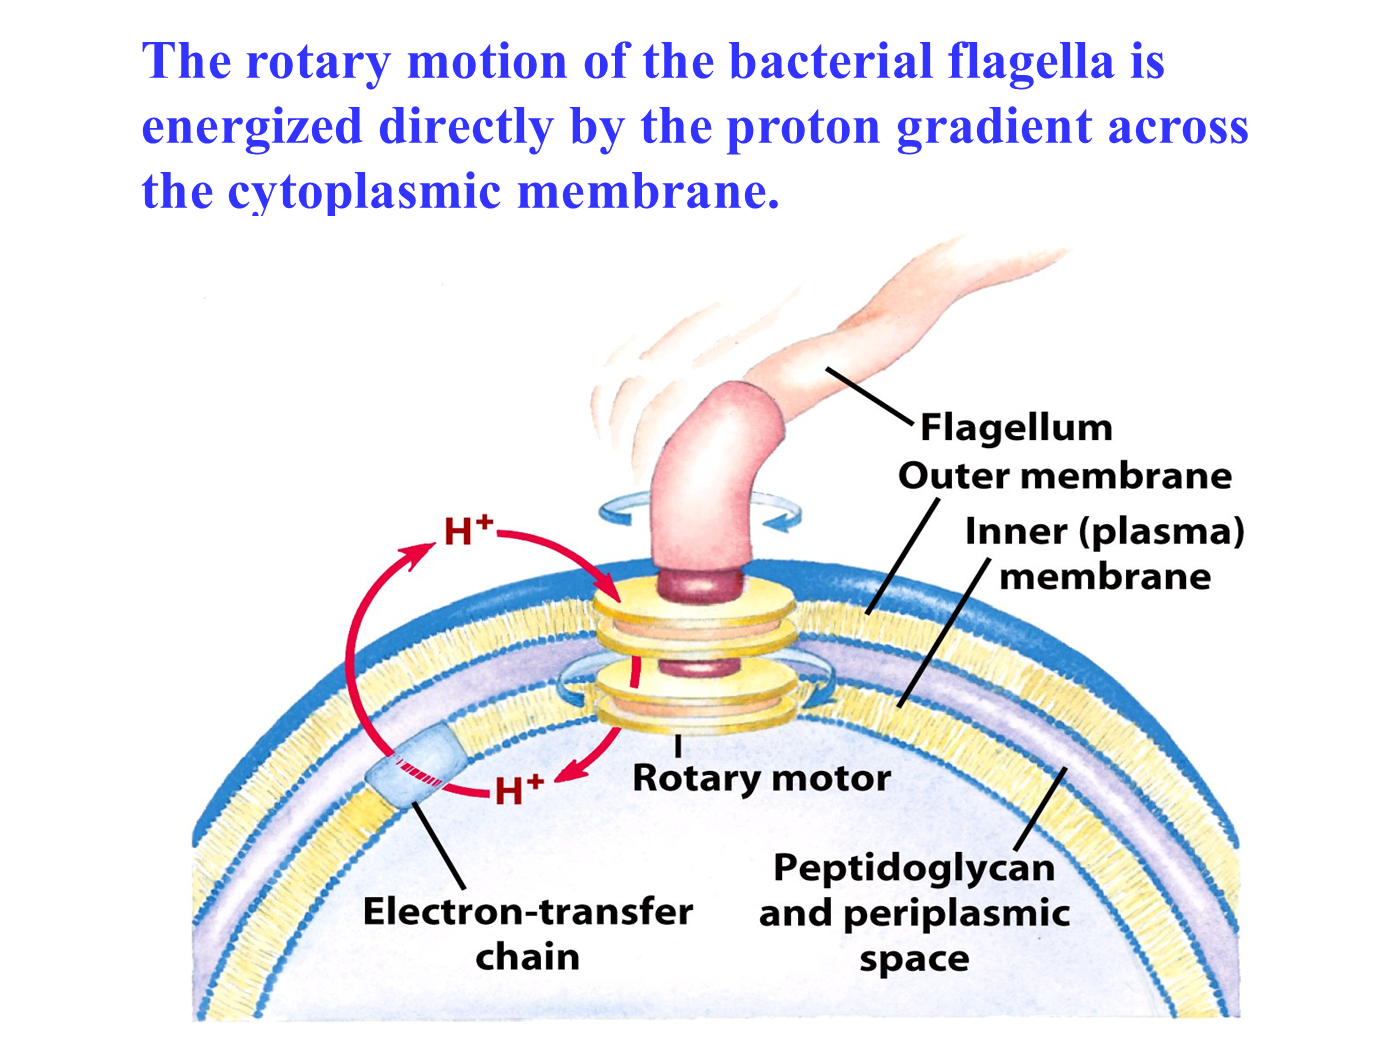 The rotary motion of the bacterial flagella is
energized directly by the proton gradient across
the cytoplasmic membrane.
Flagellum
Outer membrane
Inner (plasma)
membrane
H+
H+
Rotary motor
Electron-transfer
chain
Peptidoglycan
and periplasmic
space